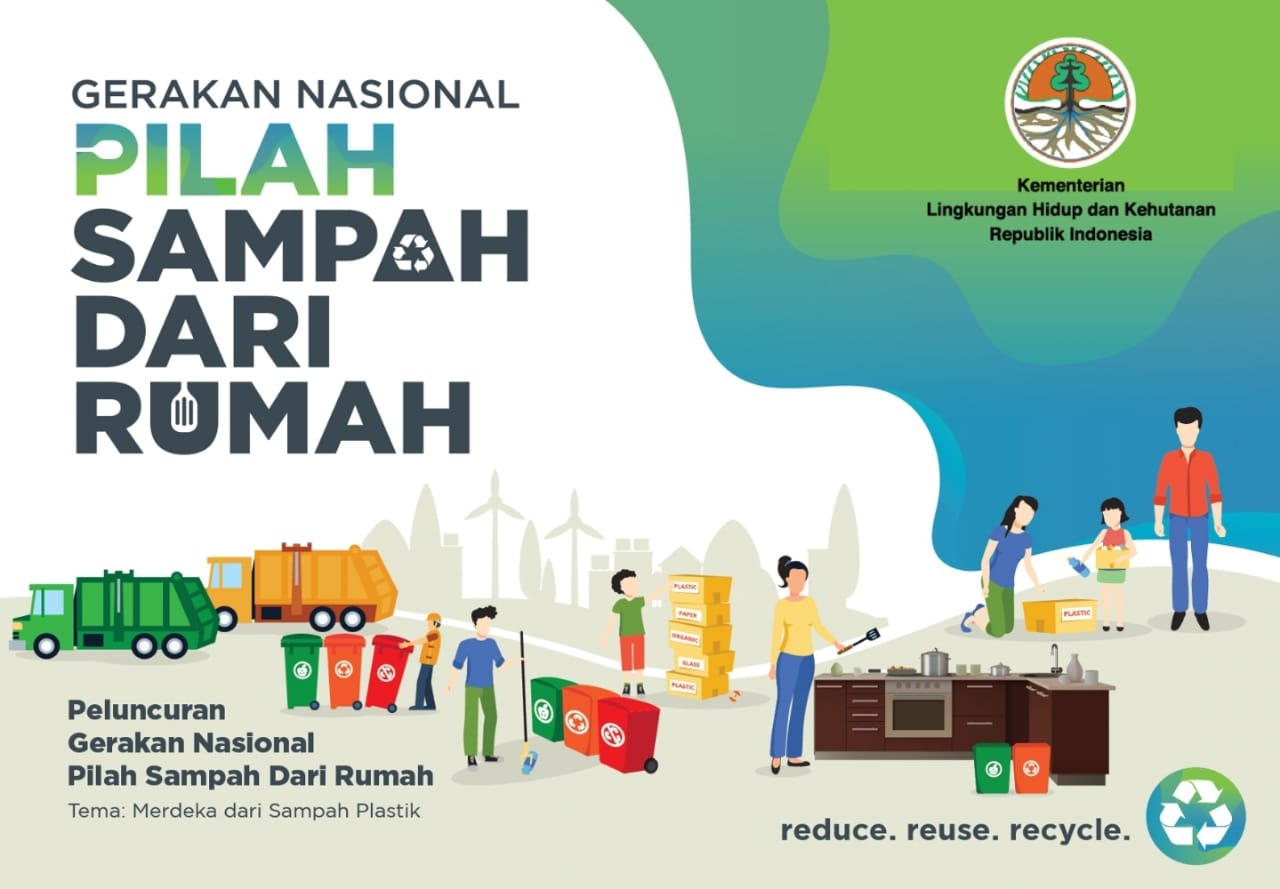 GERAKAN NASIONAL
PILAH
SAMPAH
DARI
RUMAH
Kementerian
Lingkungan Hidup dan Kehutanan
Republik Indonesia
PLASTIC
PAPER
ORGANIC
GLASS
PLASTIC
PLASTIC
Peluncuran
Gerakan Nasional
Pilah Sampah Dari Rumah
Tema: Merdeka dari Sampah Plastik
reduce. reuse. recycle.